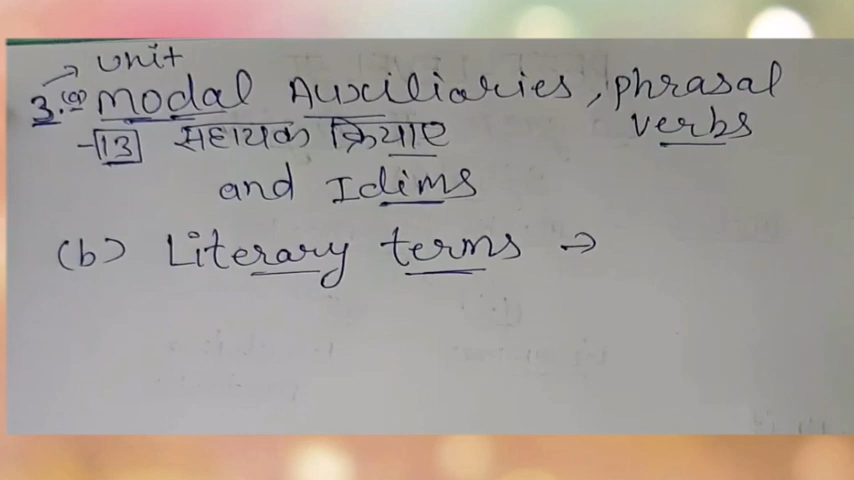 → Unit
3.(a) Modal Auxiliaries, phrasal
-13 सहायक क्रियाए verbs
and Idims
(b) Literary terms →